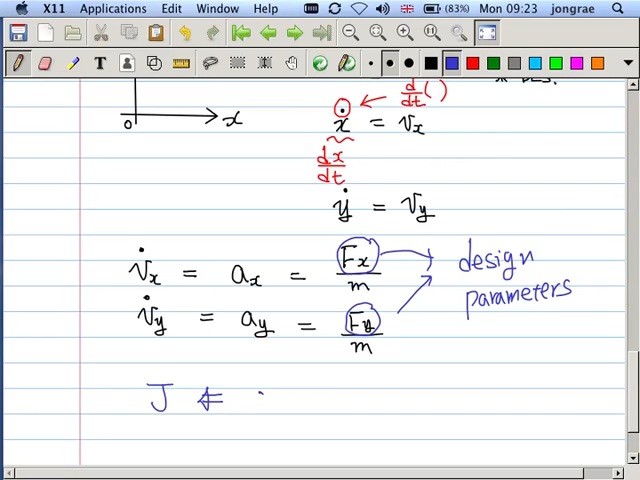 X11 Applications Edit Window Help (83%) Mon 09:23 jongrae
d/dt ( )
0 x
ẋ = Vx
dx/dt
ẏ = Vy
V̇x = ax = Fx/m
design
parameters
V̇y = ay = Fy/m
J ⇐